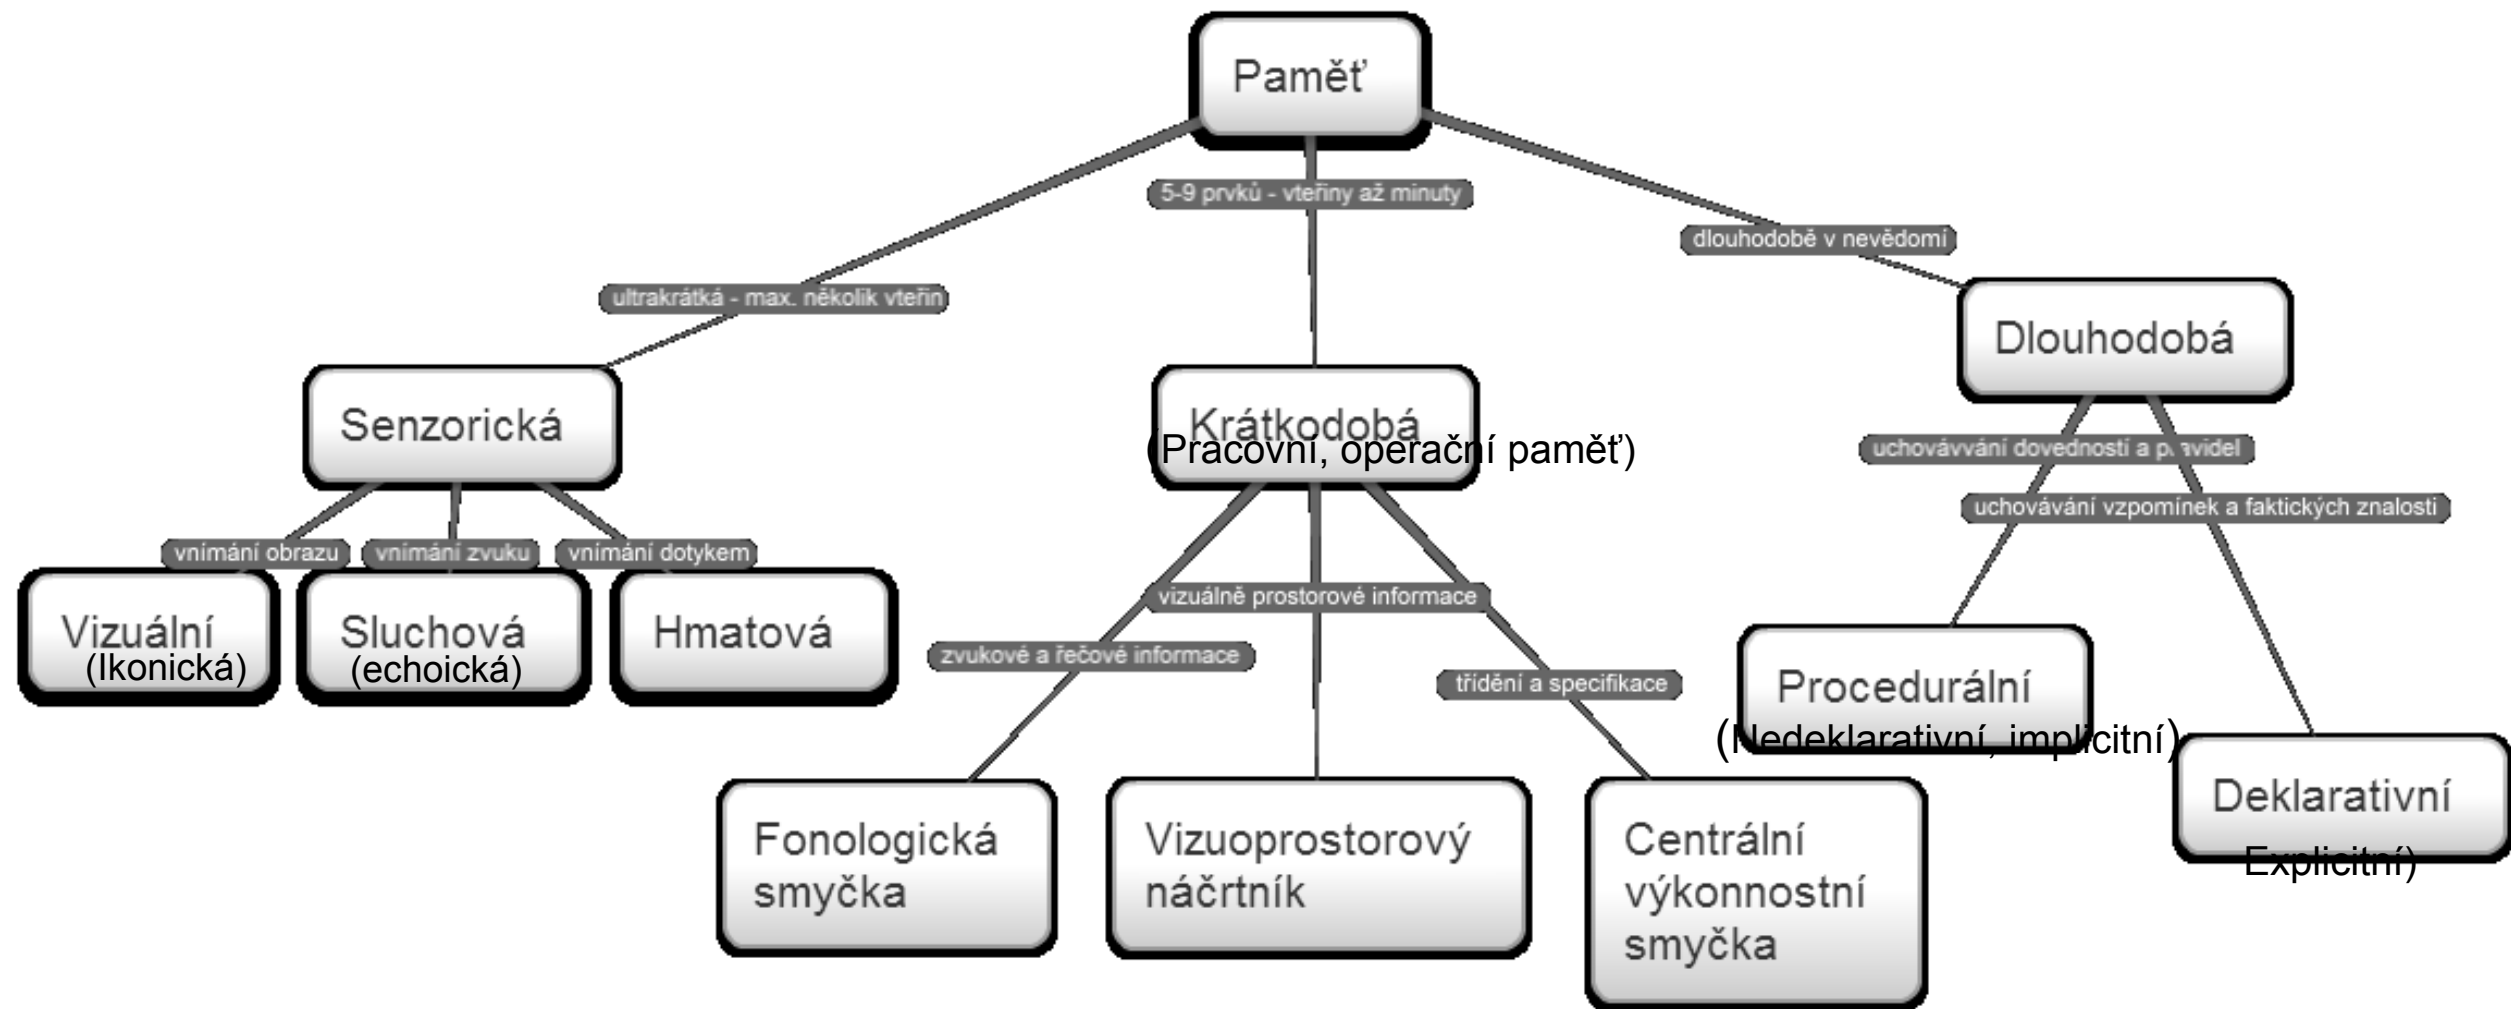 Paměť
5-9 prvků - vteřiny až minuty
dlouhodobě v nevědomí
ultrakrátká - max. několik vteřin
Dlouhodobá
Senzorická
Krátkodobá
(Pracovní, operační paměť)
uchovávvání dovedností a pravidel
uchovávání vzpomínek a faktických znalostí
vnímání obrazu
vnímání zvuku
vnímání dotykem
Vizuální
(Ikonická)
Sluchová
(echoická)
Hmatová
vizuálně prostorové informace
zvukové a řečové informace
třídění a specifikace
Procedurální
(Nedeklarativní, implicitní)
Deklarativní
Explicitní)
Fonologická
smyčka
Vizuoprostorový
náčrtník
Centrální
výkonnostní
smyčka